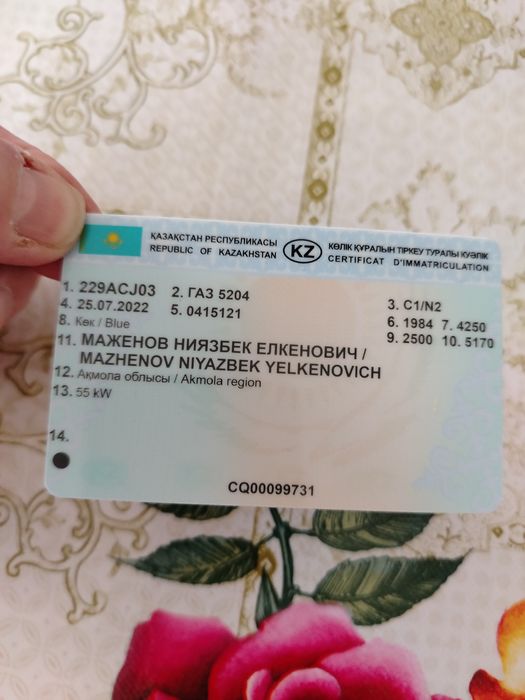 ҚАЗАҚСТАН РЕСПУБЛИКАСЫ
REPUBLIC OF KAZAKHSTAN
KZ
КӨЛІК ҚҰРАЛЫН ТІРКЕУ ТУРАЛЫ КУӘЛІК
CERTIFICAT D'IMMATRICULATION
1. 229ACJ03 2. ГАЗ 5204 3. C1/N2
4. 25.07.2022 5. 0415121 6. 1984 7. 4250
8. Көк / Blue 9. 2500 10. 5170
11. МАЖЕНОВ НИЯЗБЕК ЕЛКЕНОВИЧ /
MAZHENOV NIYAZBEK YELKENOVICH
12. Ақмола облысы / Akmola region
13. 55 kW
14.
CQ00099731